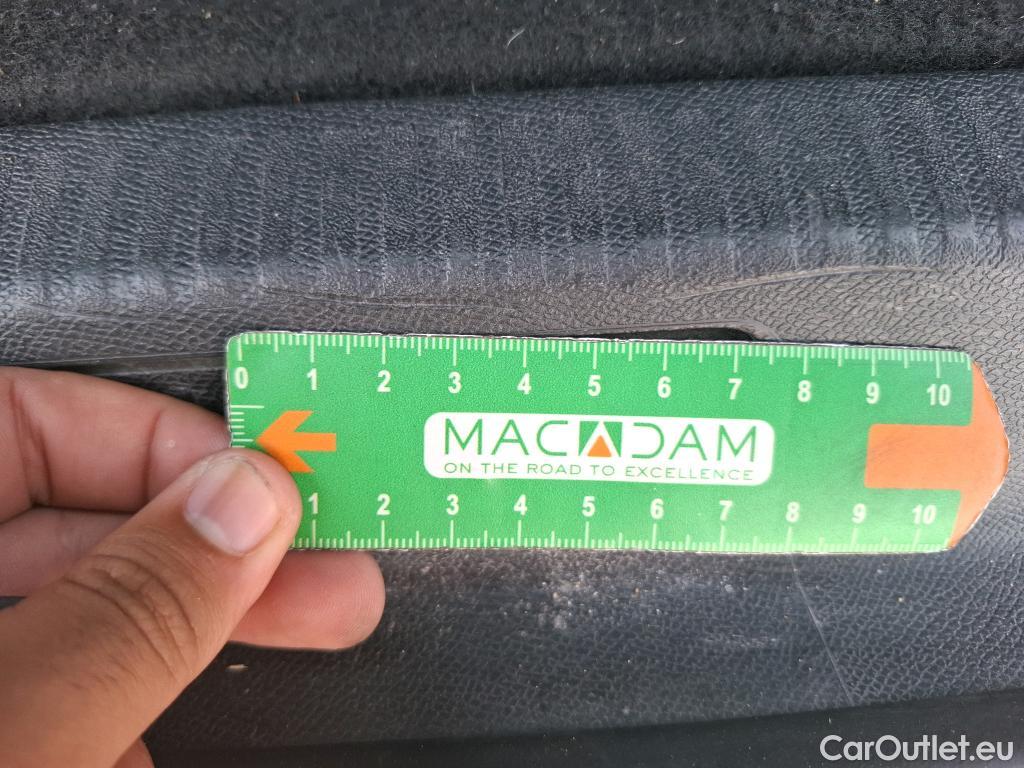 0 1 2 3 4 5 6 7 8 9 10
MACADAM
ON THE ROAD TO EXCELLENCE
1 2 3 4 5 6 7 8 9 10
CarOutlet.eu